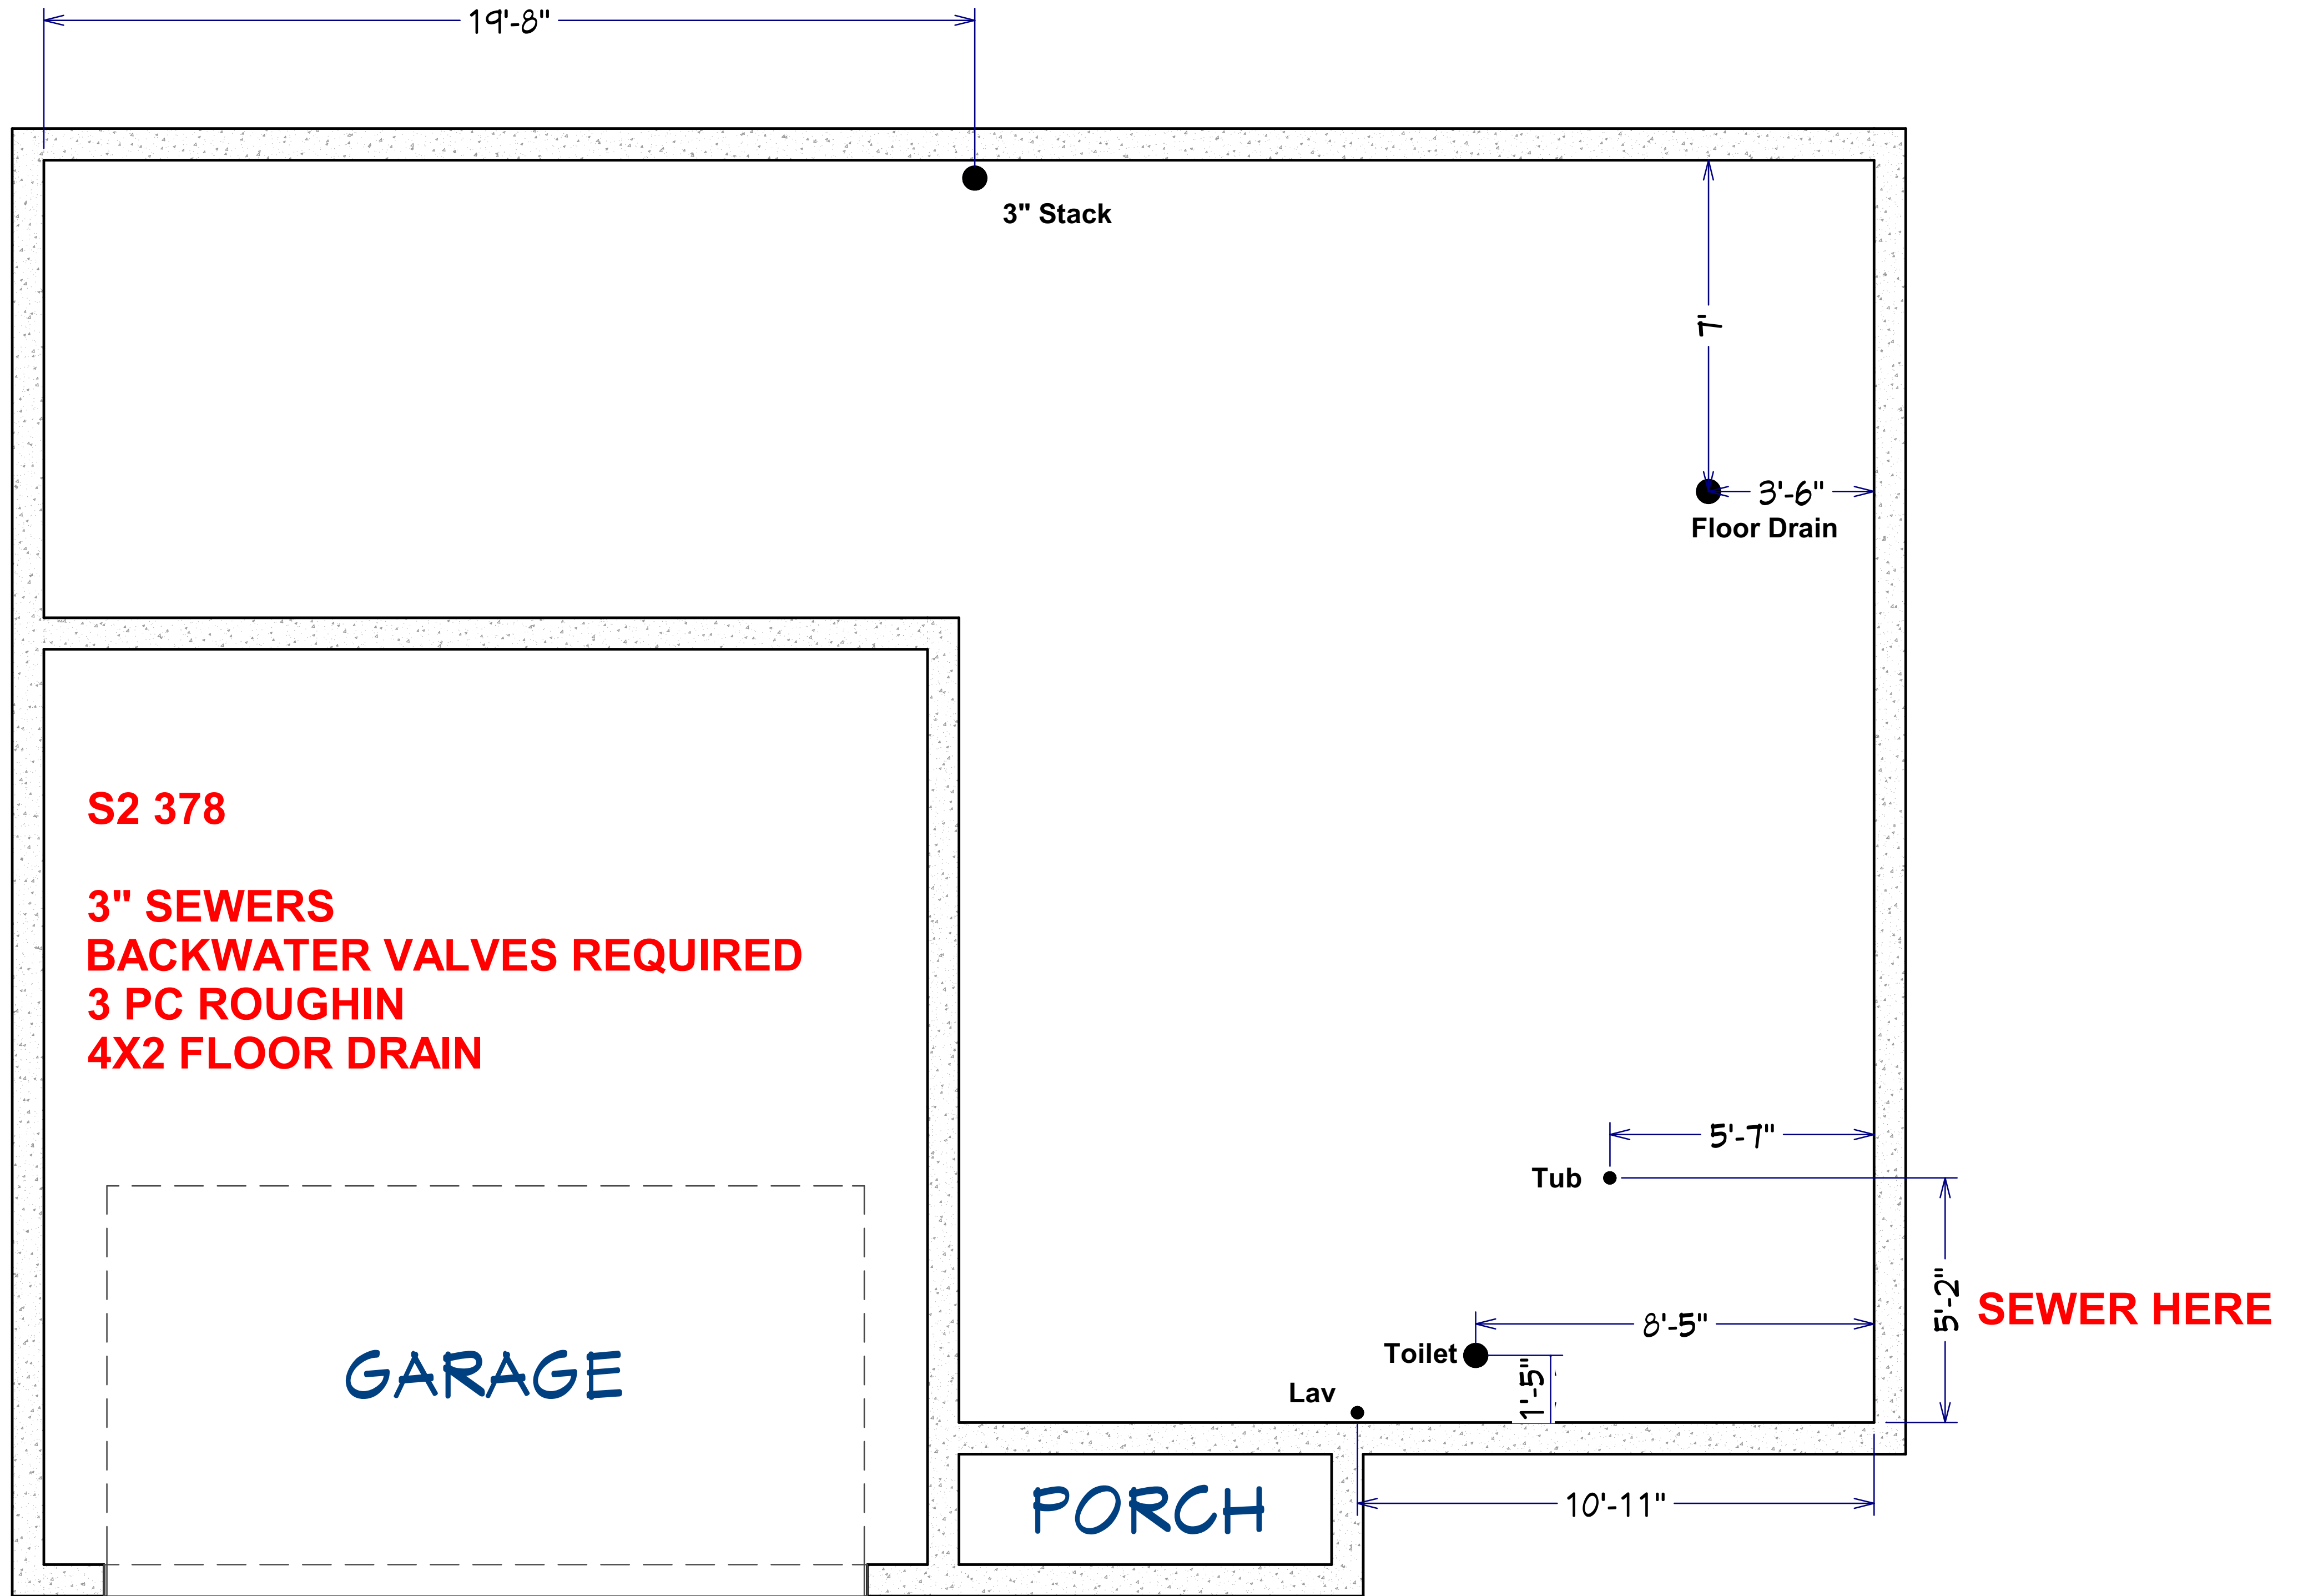 19'-8"
3" Stack
7'
3'-6"
Floor Drain
S2 378
3" SEWERS
BACKWATER VALVES REQUIRED
3 PC ROUGHIN
4X2 FLOOR DRAIN
5'-7"
Tub
5'-2"
SEWER HERE
8'-5"
Toilet
1'-5"
Lav
GARAGE
PORCH
10'-11"